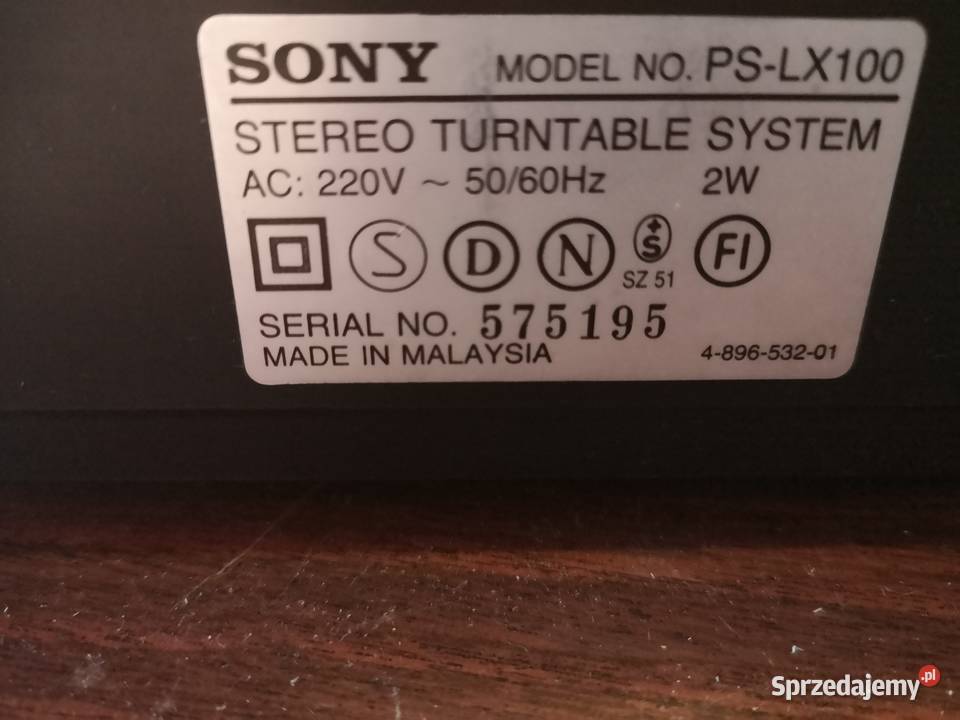 SONY MODEL NO. PS-LX100
STEREO TURNTABLE SYSTEM
AC: 220V ~ 50/60Hz 2W
S D N +S FI
SZ 51
SERIAL NO. 575195
MADE IN MALAYSIA 4-896-532-01
Sprzedajemy.pl